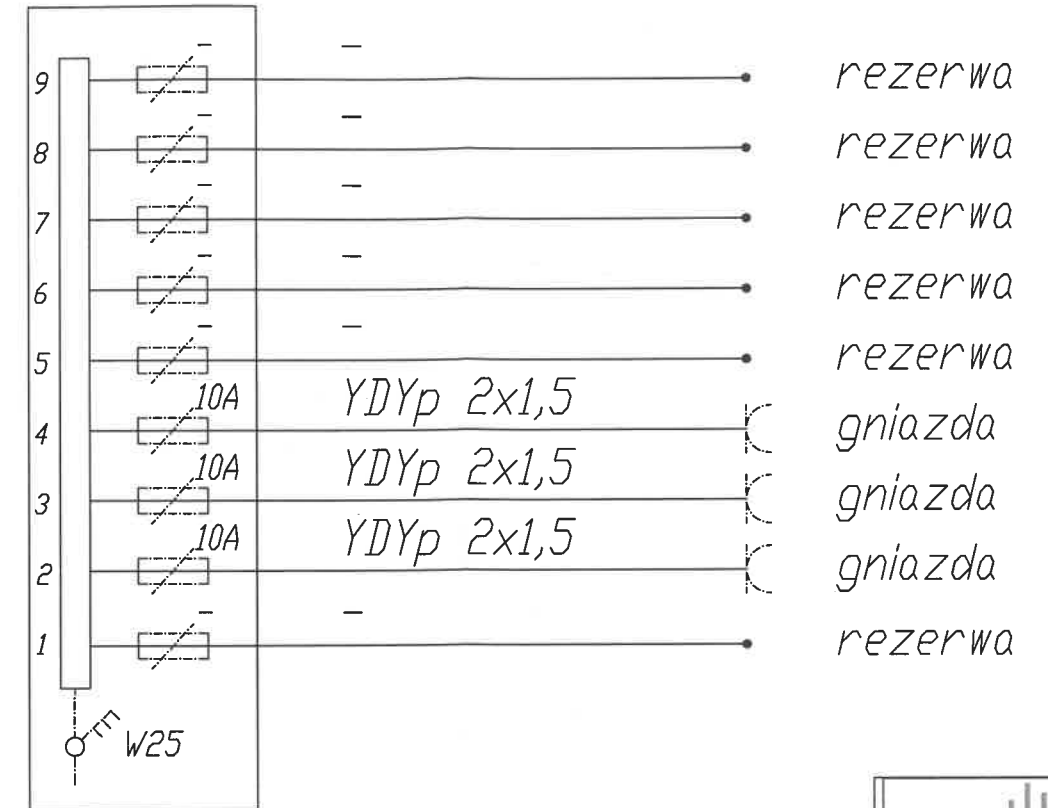 9 - - rezerwa
8 - - rezerwa
7 - - rezerwa
6 - - rezerwa
5 - - rezerwa
4 10A YDYp 2x1,5 gniazda
3 10A YDYp 2x1,5 gniazda
2 10A YDYp 2x1,5 gniazda
1 - - rezerwa
W25